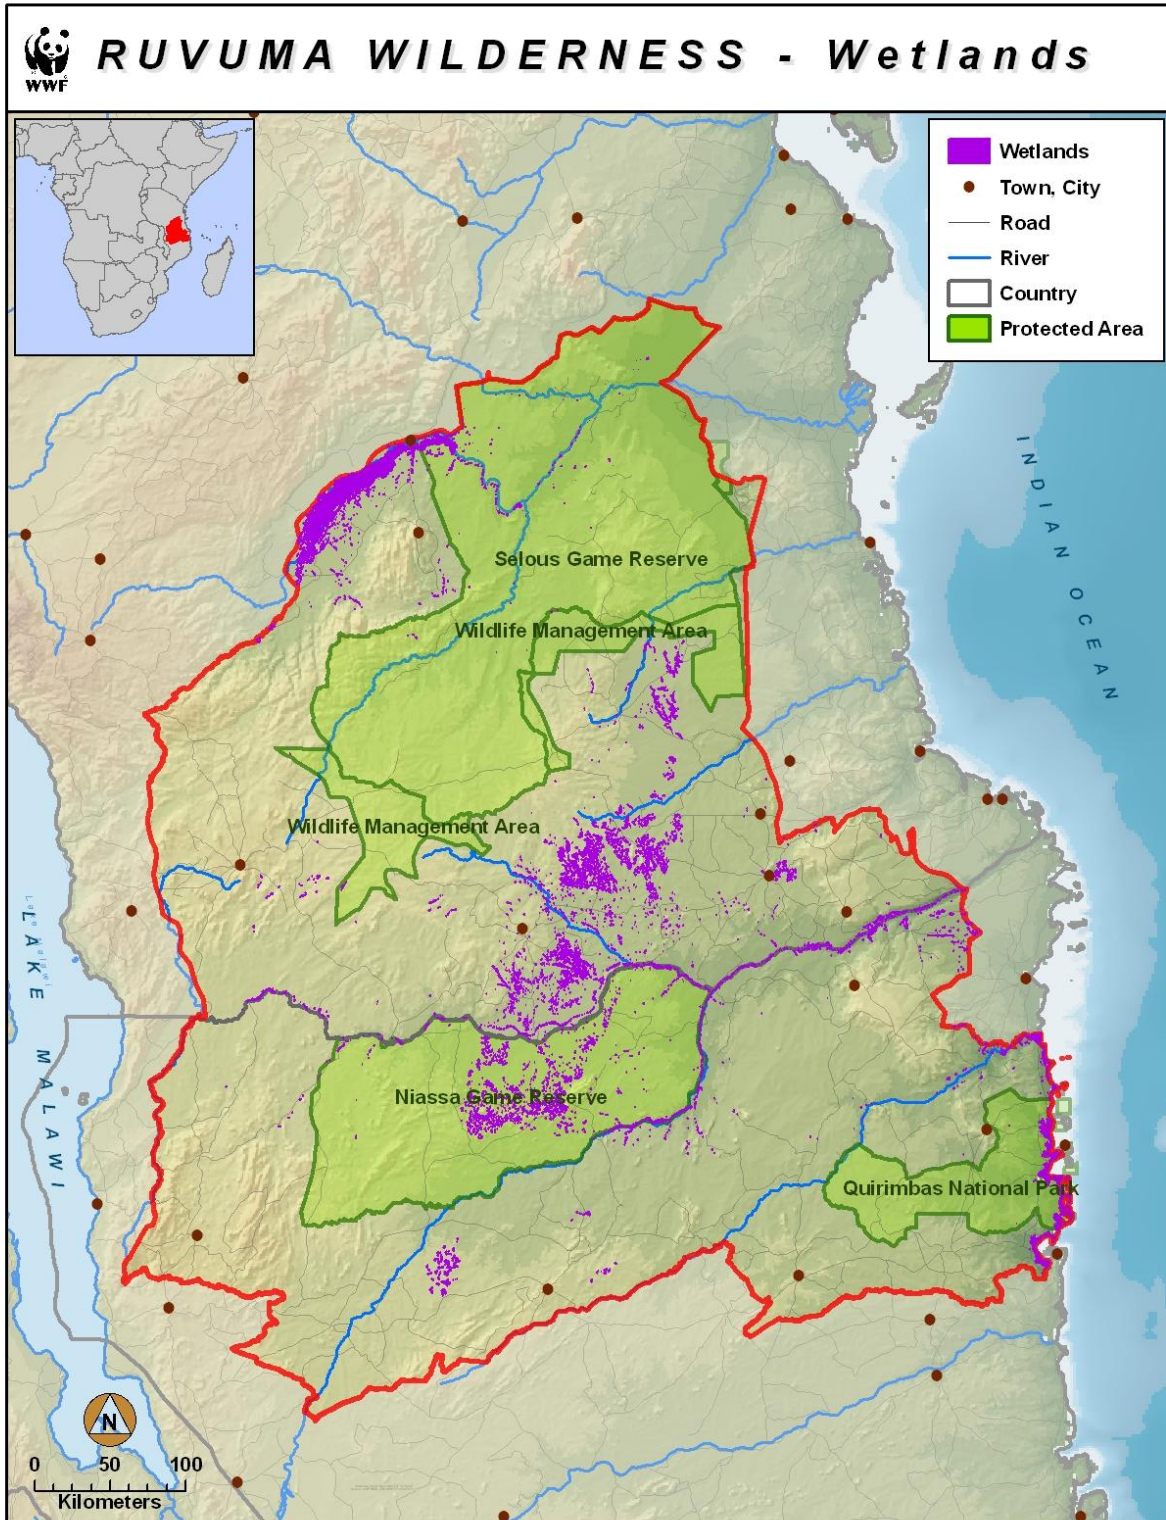 WWF
RUVUMA WILDERNESS - Wetlands
Wetlands
Town, City
Road
River
Country
Protected Area
INDIAN OCEAN
Selous Game Reserve
Wildlife Management Area
Wildlife Management Area
LAKE MALAWI
Niassa Game Reserve
Quirimbas National Park
N
0 50 100
Kilometers